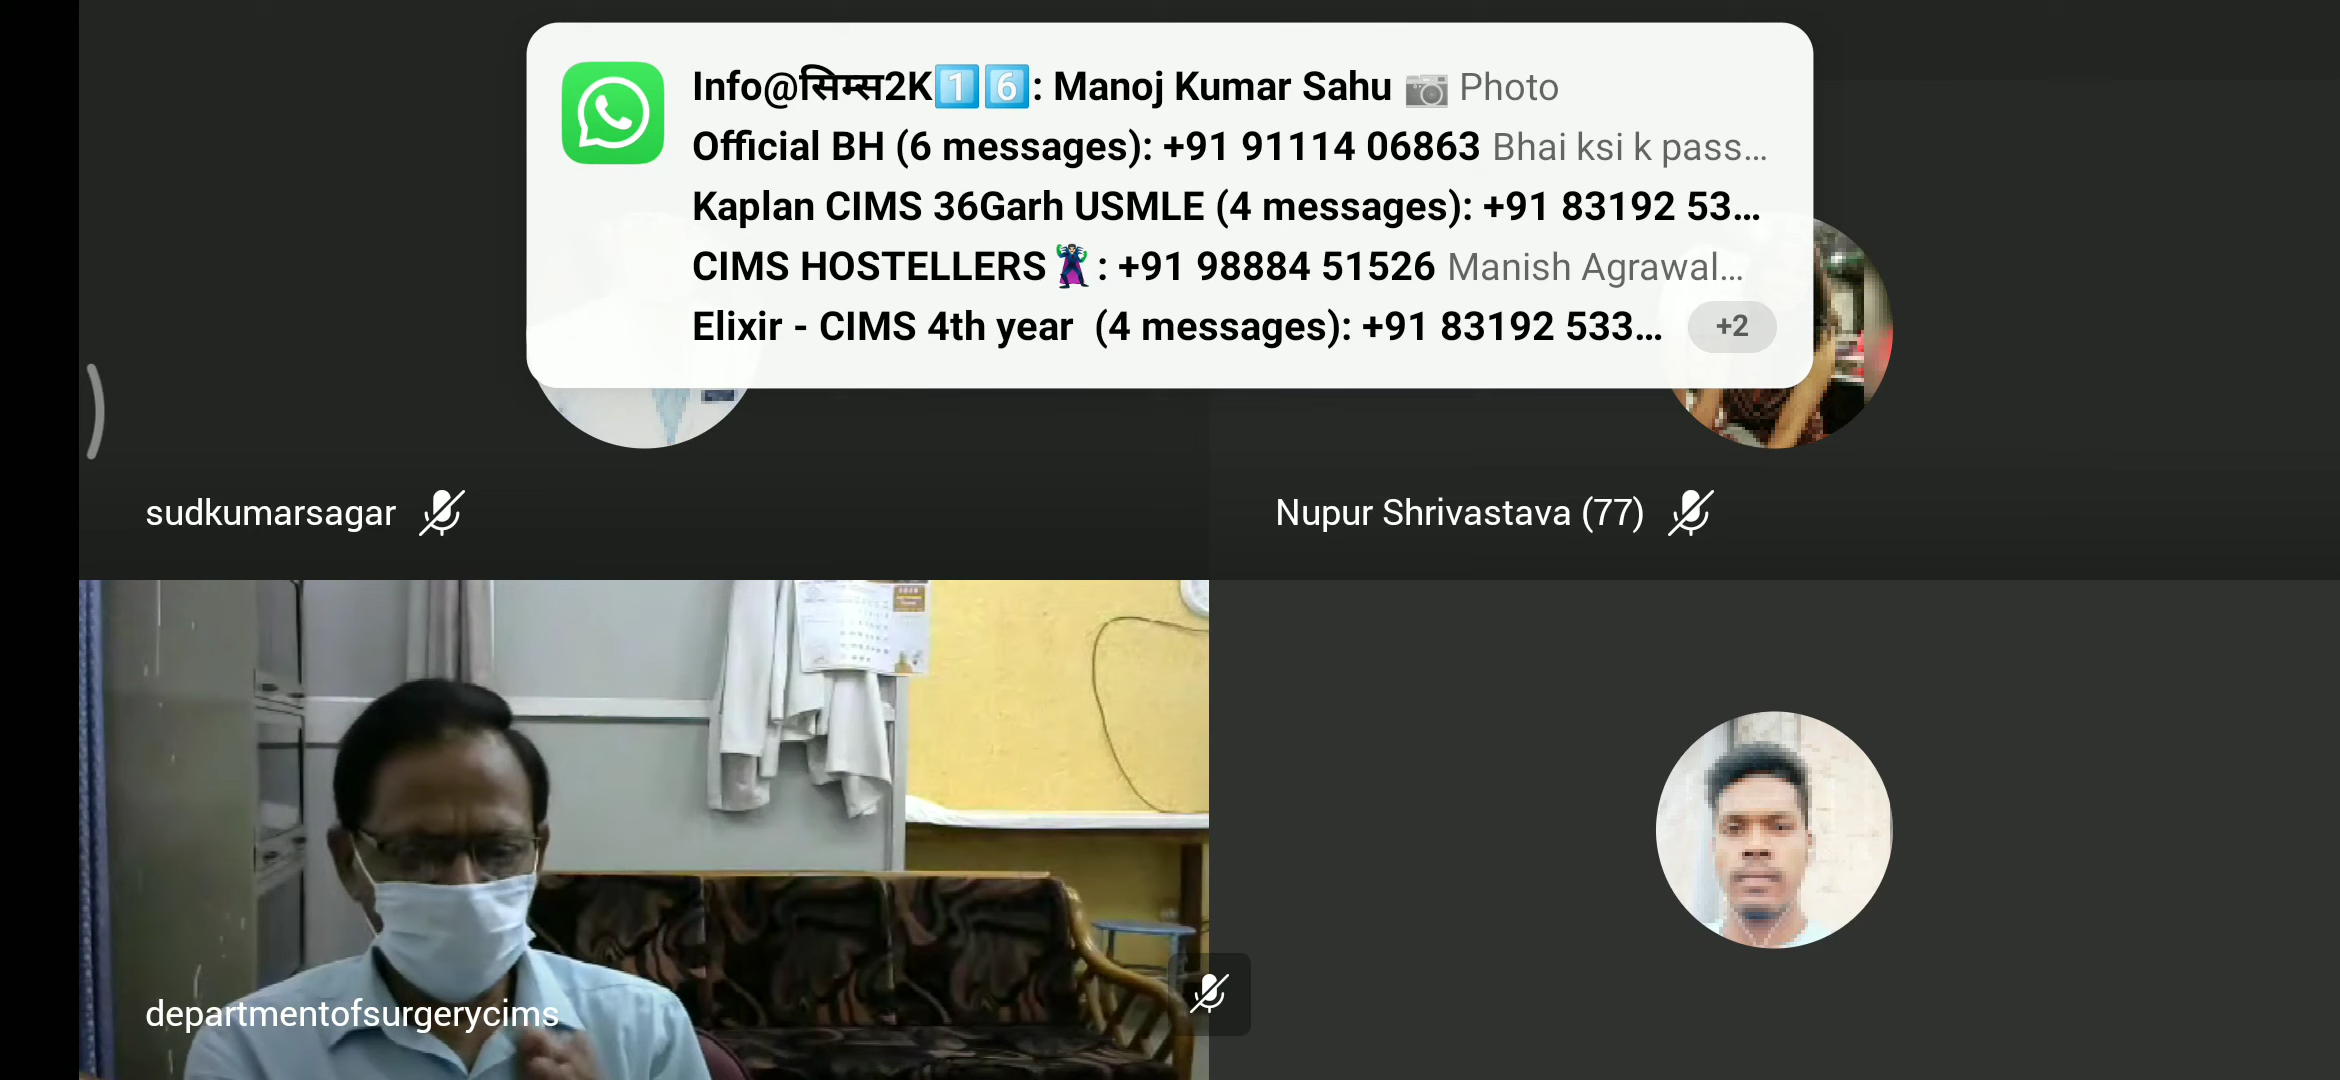 Info@सिम्स2K1️⃣6️⃣: Manoj Kumar Sahu 📷 Photo
Official BH (6 messages): +91 91114 06863 Bhai ksi k pass...
Kaplan CIMS 36Garh USMLE (4 messages): +91 83192 53...
CIMS HOSTELLERS🦹: +91 98884 51526 Manish Agrawal...
Elixir - CIMS 4th year (4 messages): +91 83192 533... +2
sudkumarsagar
Nupur Shrivastava (77)
departmentofsurgerycims